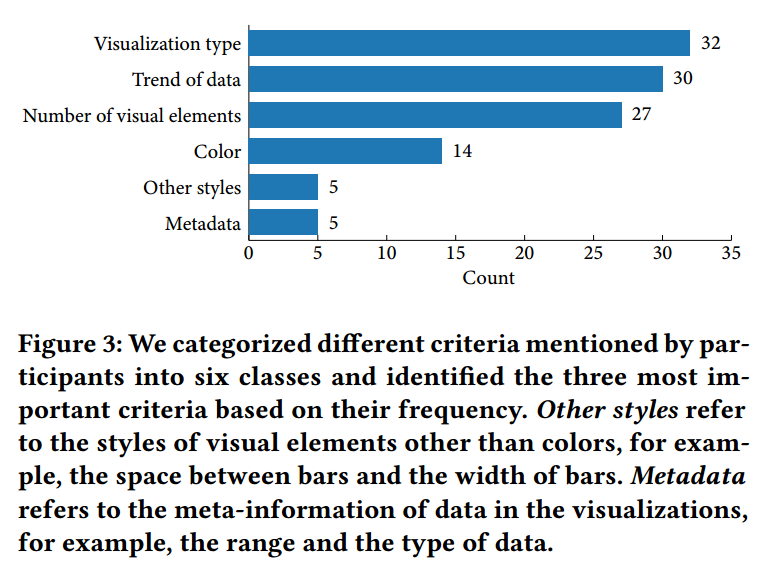 Visualization type 32
Trend of data 30
Number of visual elements 27
Color 14
Other styles 5
Metadata 5
0 5 10 15 20 25 30 35
Count
Figure 3: We categorized different criteria mentioned by par-
ticipants into six classes and identified the three most im-
portant criteria based on their frequency. Other styles refer
to the styles of visual elements other than colors, for exam-
ple, the space between bars and the width of bars. Metadata
refers to the meta-information of data in the visualizations,
for example, the range and the type of data.